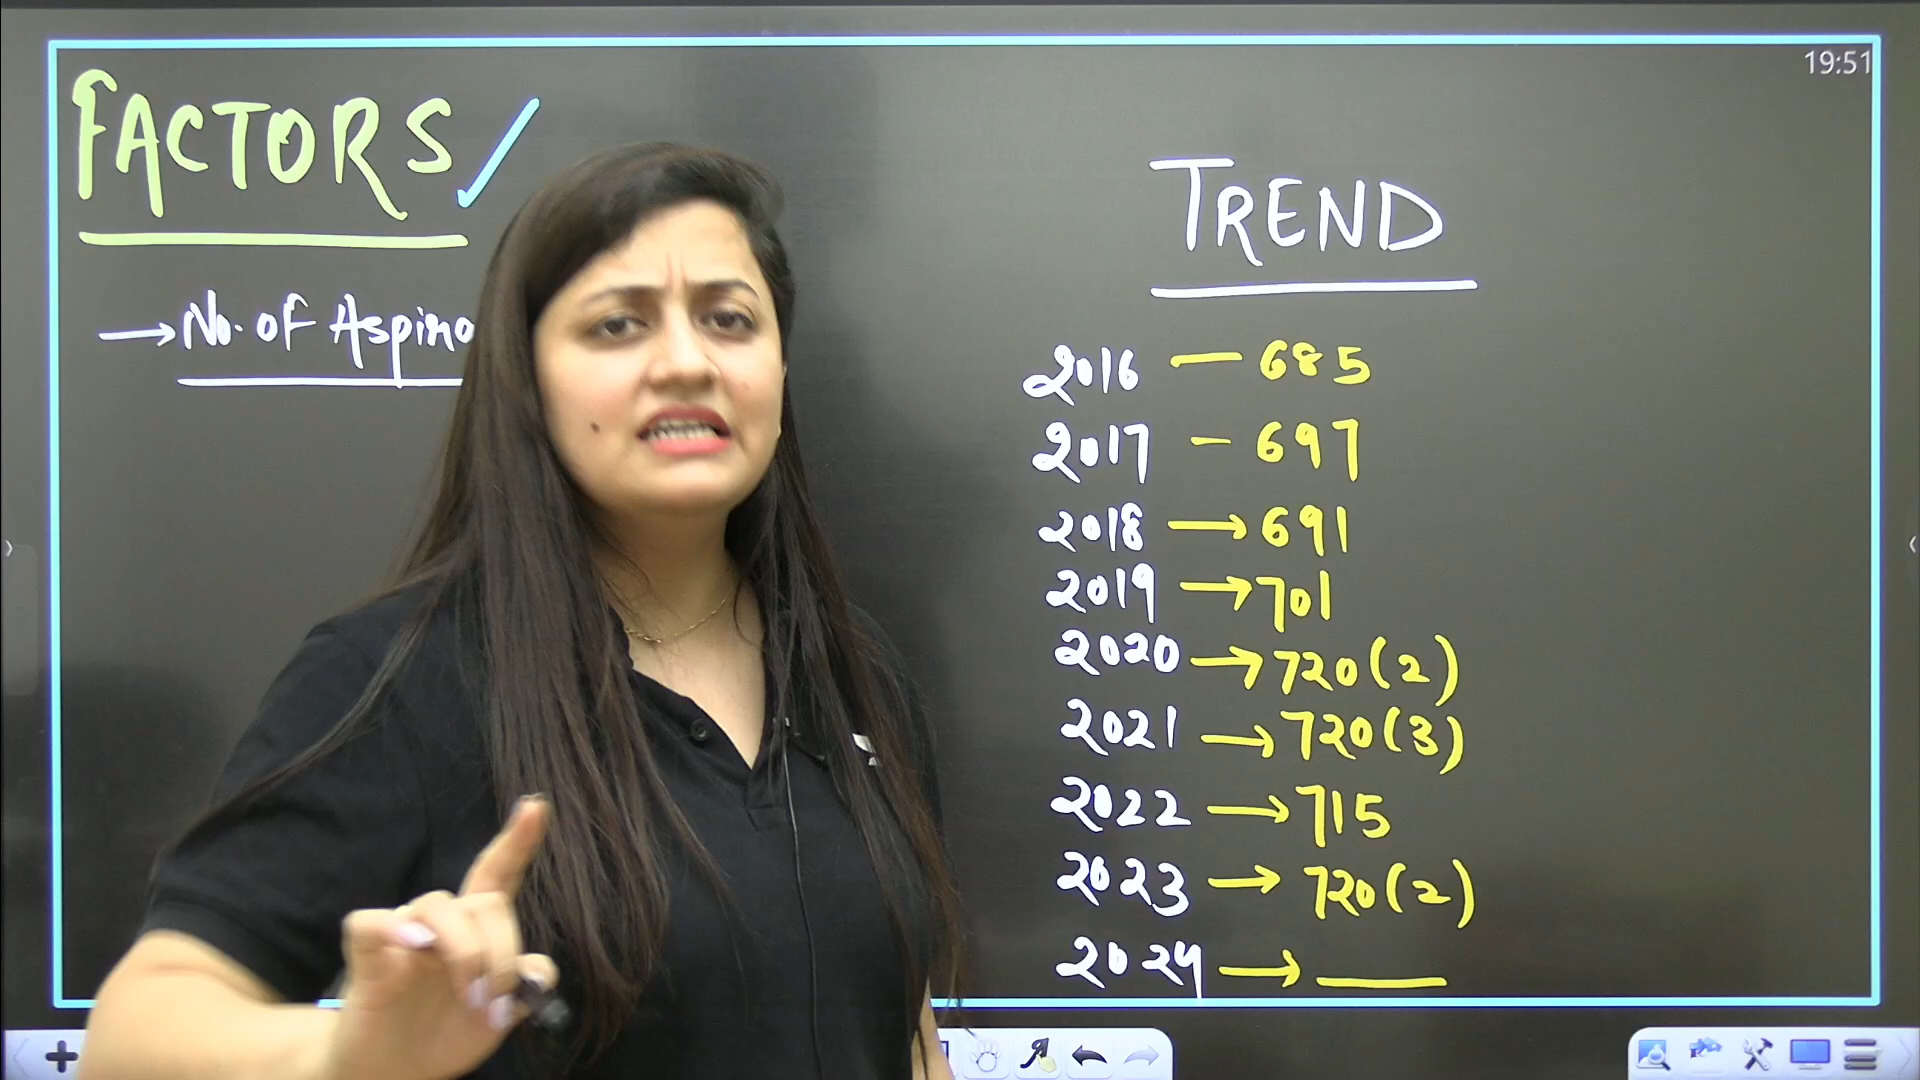 19:51
FACTORS
→ No. of
TREND
2016 — 685
2017 — 697
2018 → 691
2019 → 701
2020 → 720 (2)
2021 → 720 (3)
2022 → 715
2023 → 720 (2)
2024 → ____